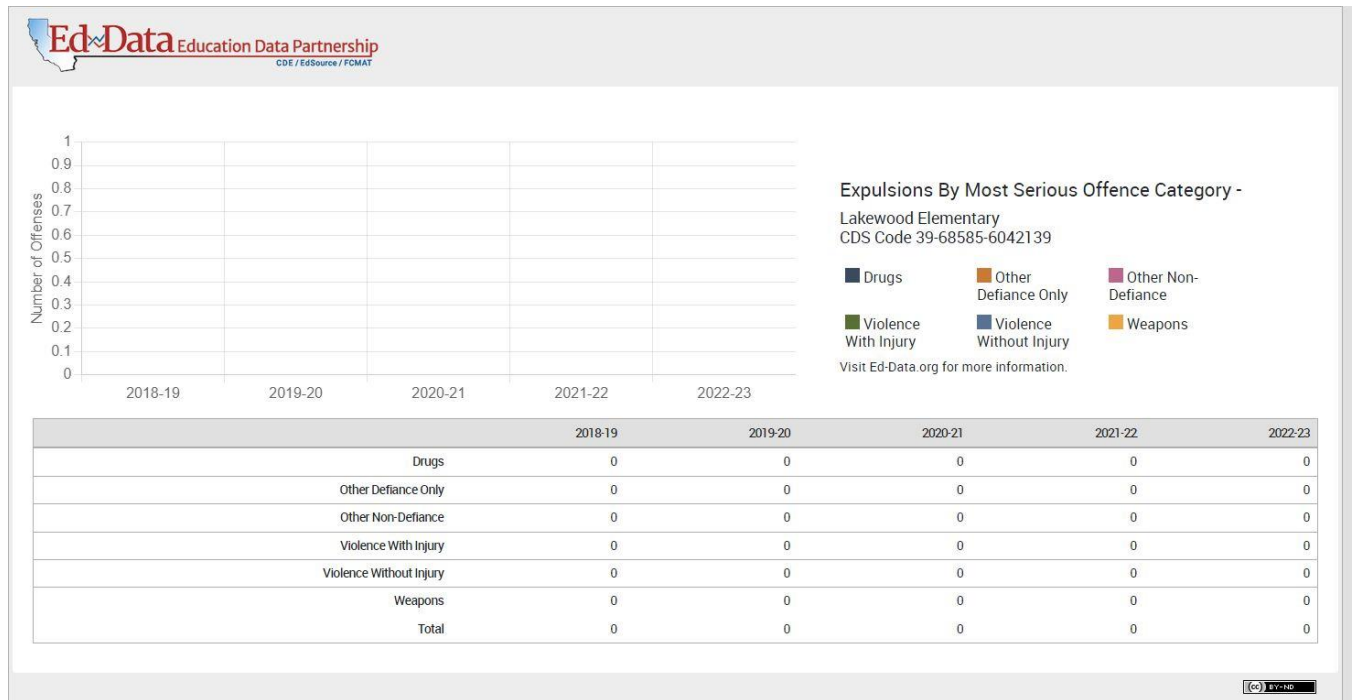 Ed Data Education Data Partnership
CDE / EdSource / FCMAT
1
0.9
0.8
0.7
0.6
0.5
0.4
0.3
0.2
0.1
0
Number of Offenses
2018-19 2019-20 2020-21 2021-22 2022-23
Expulsions By Most Serious Offence Category -
Lakewood Elementary
CDS Code 39-68585-6042139
Drugs
Other
Defiance Only
Other Non-
Defiance
Violence
With Injury
Violence
Without Injury
Weapons
Visit Ed-Data.org for more information.
2018-19 2019-20 2020-21 2021-22 2022-23
Drugs 0 0 0 0 0
Other Defiance Only 0 0 0 0 0
Other Non-Defiance 0 0 0 0 0
Violence With Injury 0 0 0 0 0
Violence Without Injury 0 0 0 0 0
Weapons 0 0 0 0 0
Total 0 0 0 0 0
(cc) BY-ND